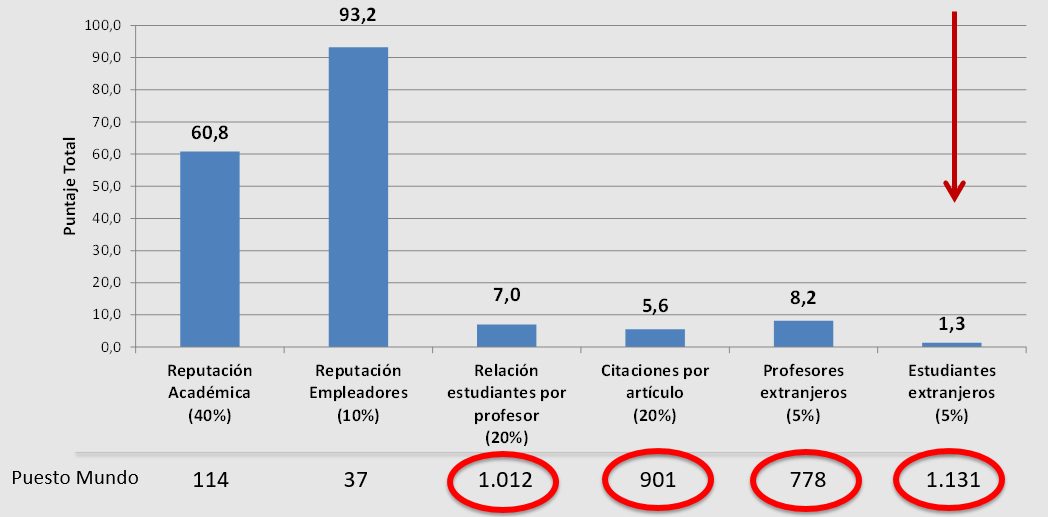 Puntaje Total
100,0
90,0
80,0
70,0
60,0
50,0
40,0
30,0
20,0
10,0
0,0
60,8
93,2
7,0
5,6
8,2
1,3
Reputación
Académica
(40%)
Reputación
Empleadores
(10%)
Relación
estudiantes por
profesor
(20%)
Citaciones por
artículo
(20%)
Profesores
extranjeros
(5%)
Estudiantes
extranjeros
(5%)
Puesto Mundo 114 37 1.012 901 778 1.131